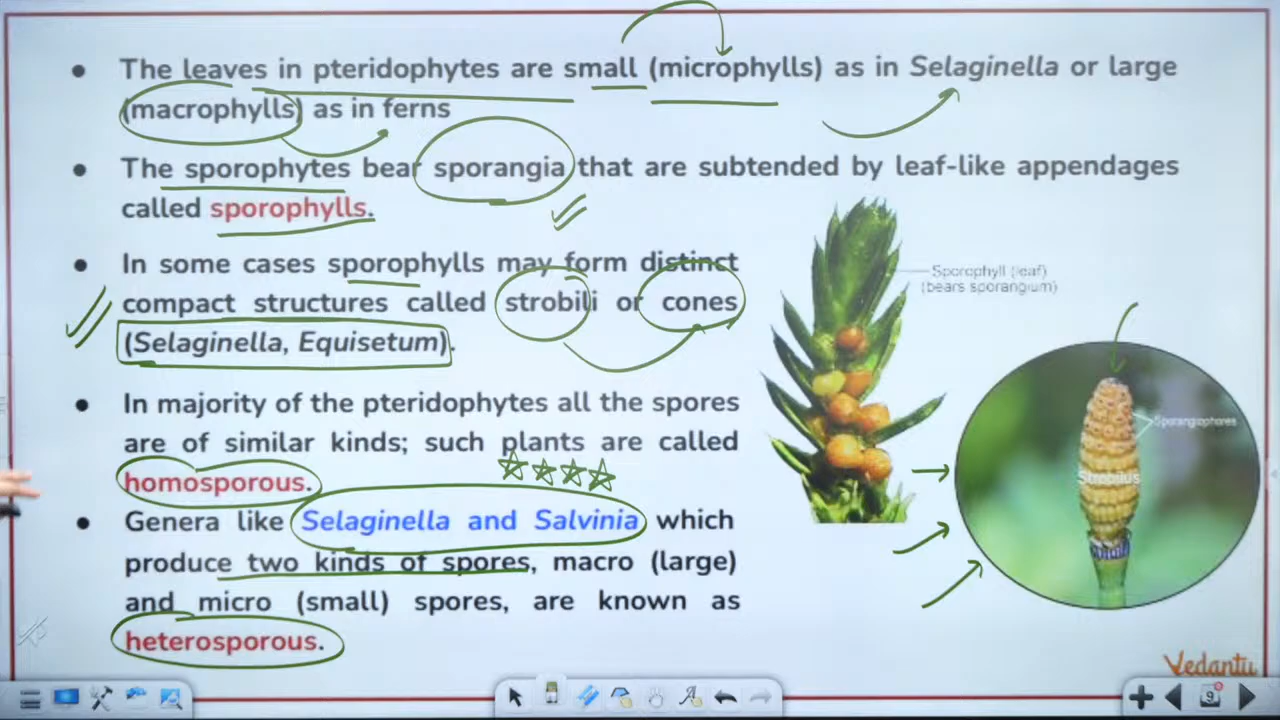 ● The leaves in pteridophytes are small (microphylls) as in Selaginella or large
(macrophylls) as in ferns
● The sporophytes bear sporangia that are subtended by leaf-like appendages
called sporophylls.
● In some cases sporophylls may form distinct
compact structures called strobili or cones
(Selaginella, Equisetum).
● In majority of the pteridophytes all the spores
are of similar kinds; such plants are called
homosporous.
● Genera like Selaginella and Salvinia which
produce two kinds of spores, macro (large)
and micro (small) spores, are known as
heterosporous.
Sporophyll (leaf)
(bears sporangium)
Sporangiophores
Strobilus
Vedantu
9